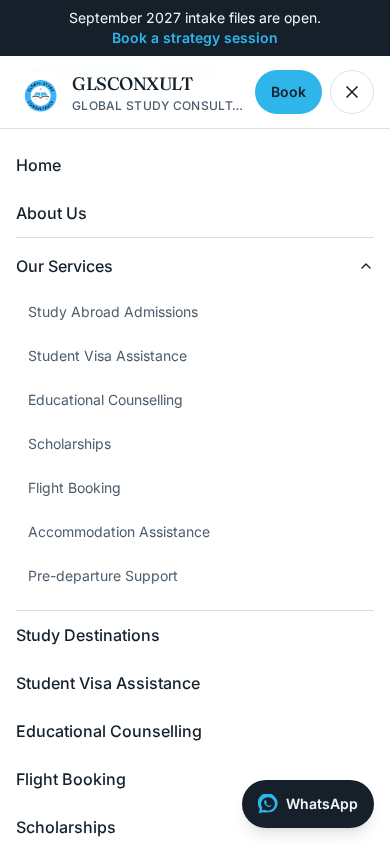 September 2027 intake files are open.
Book a strategy session
GLSCONXULT
GLOBAL STUDY CONSULT...
Book
Home
About Us
Our Services
Study Abroad Admissions
Student Visa Assistance
Educational Counselling
Scholarships
Flight Booking
Accommodation Assistance
Pre-departure Support
Study Destinations
Student Visa Assistance
Educational Counselling
Flight Booking
WhatsApp
Scholarships